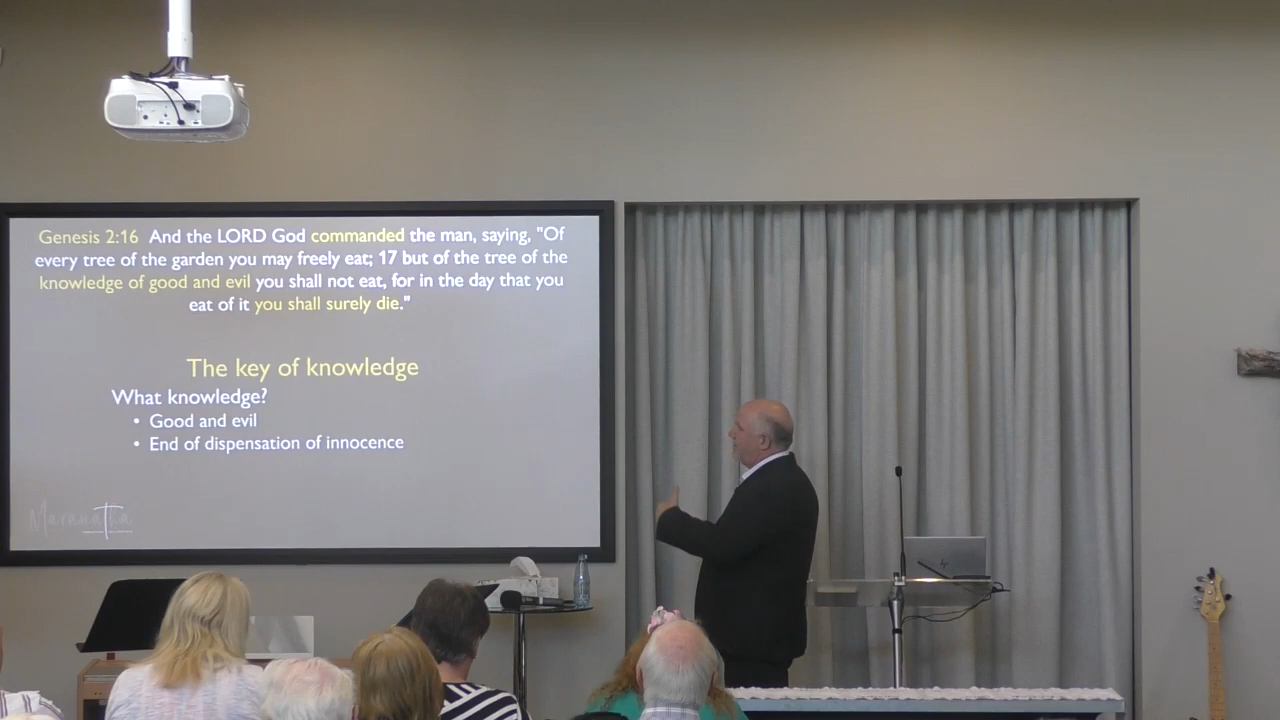 Genesis 2:16 And the LORD God commanded the man, saying, "Of
every tree of the garden you may freely eat; 17 but of the tree of the
knowledge of good and evil you shall not eat, for in the day that you
eat of it you shall surely die."
The key of knowledge
What knowledge?
• Good and evil
• End of dispensation of innocence
Maranatha
hp